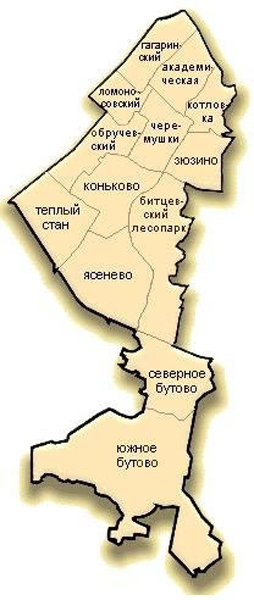 гагарин-
ский
академи-
ческая
ломоно-
совский
котлов-
ка
обручев-
ский
чере-
мушки
зюзино
коньково
теплый
стан
битцев-
ский
лесопарк
ясенево
северное
бутово
южное
бутово